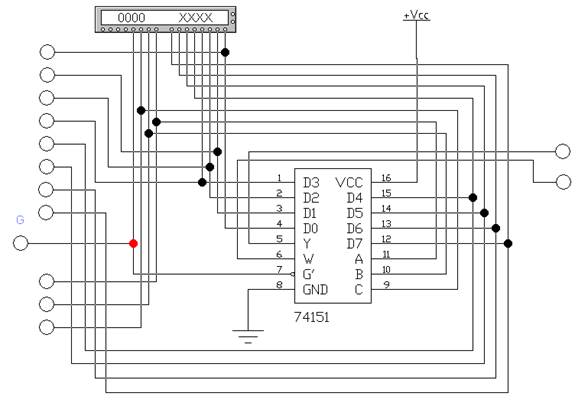 0000 XXXX
+Vcc
1 D3 VCC 16
2 D2 D4 15
3 D1 D5 14
4 D0 D6 13
5 Y D7 12
6 W A 11
7 G' B 10
8 GND C 9
G
74151